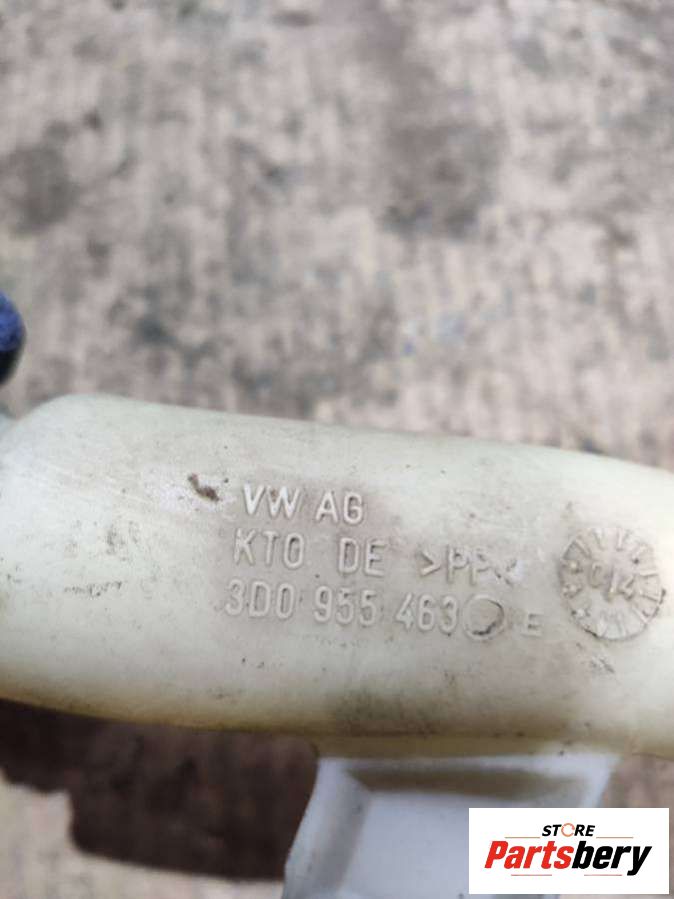 VW AG
KTO DE >PP<
3D0 955 463 E
STORE
Partsbery